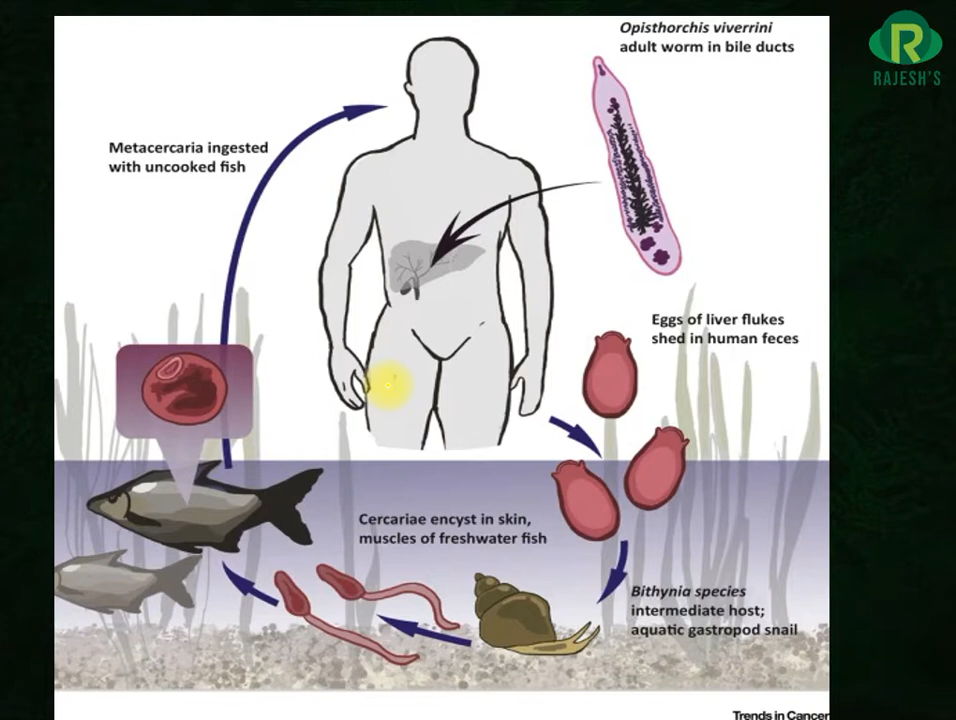 Opisthorchis viverrini
adult worm in bile ducts
R
RAJESH'S
Metacercaria ingested
with uncooked fish
Eggs of liver flukes
shed in human feces
Cercariae encyst in skin,
muscles of freshwater fish
Bithynia species
intermediate host;
aquatic gastropod snail
Trends in Cancer